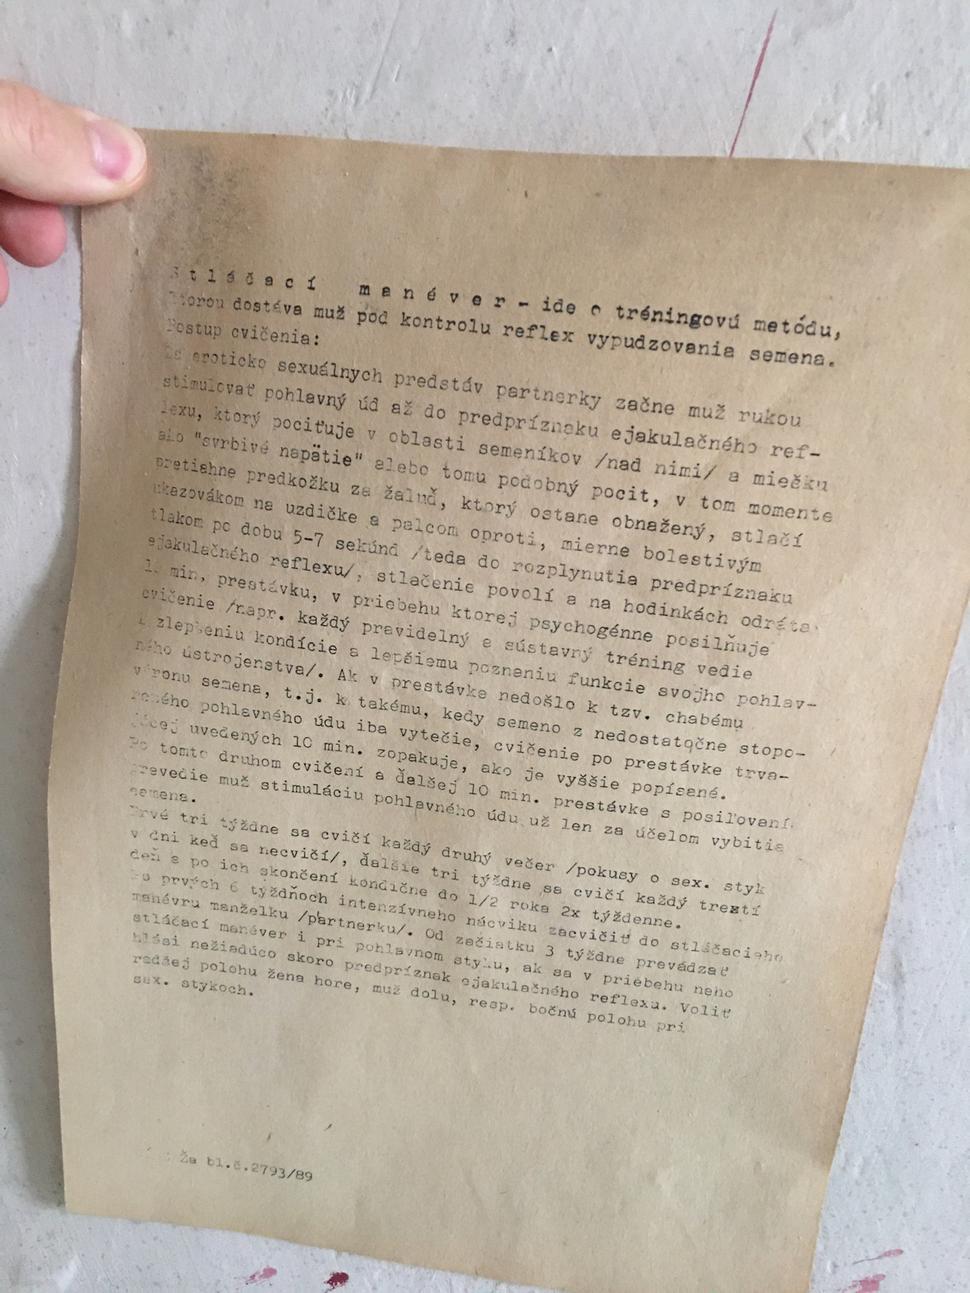 Stláčací manéver - ide o tréningovú metódu,
ktorou dostáva muž pod kontrolu reflex vypudzovania semena.
Postup cvičenia:
Za eroticko sexuálnych predstáv partnerky začne muž rukou
stimulovať pohlavný úd až do predpríznaku ejakulačného ref-
lexu, ktorý pociťuje v oblasti semeníkov /nad nimi/ a miešku
ako "svrbivé napätie" alebo tomu podobný pocit, v tom momente
pretiahne predkožku za žaluď, ktorý ostane obnažený, stlačí
ukazovákom na uzdičke a palcom oproti, mierne bolestivým
tlakom po dobu 5-7 sekúnd /teda do rozplynutia predpríznaku
ejakulačného reflexu/, stlačenie povolí a na hodinkách odráta
10 min, prestávku, v priebehu ktorej psychogénne posilňuje
cvičenie /napr. každý pravidelný a sústavný tréning vedie
k zlepšeniu kondície a lepšiemu poznaniu funkcie svojho pohlav-
ného ústrojenstva/. Ak v prestávke nedošlo k tzv. chabému
výronu semena, t.j. k takému, kedy semeno z nedostatočne stopo-
reného pohlavného údu iba vytečie, cvičenie po prestávke trva-
júcej uvedených 10 min. zopakuje, ako je vyššie popísané.
Po tomto druhom cvičení a ďalšej 10 min. prestávke s posilovaní
prevedie muž stimuláciu pohlavného údu už len za účelom vybitia
semena.
Prvé tri týždne sa cvičí každý druhý večer /pokusy o sex. styk
v dni keď sa necvičí/, ďalšie tri týždne sa cvičí každý trestí
deň a po ich skončení kondične do 1/2 roka 2x týždenne.
Po prvých 6 týždňoch intenzívneho nácviku zacvičiť do stláčacieho
manévru manželku /partnerku/. Od začiatku 3 týždne prevádzať
stláčací manéver i pri pohlavnom styku, ak sa v priebehu neho
hlási nežiadúco skoro predpríznak ejakulačného reflexu. Voliť
radšej polohu žena hore, muž dolu, resp. bočnú polohu pri
sex. stykoch.
Ža bl.č.2793/89